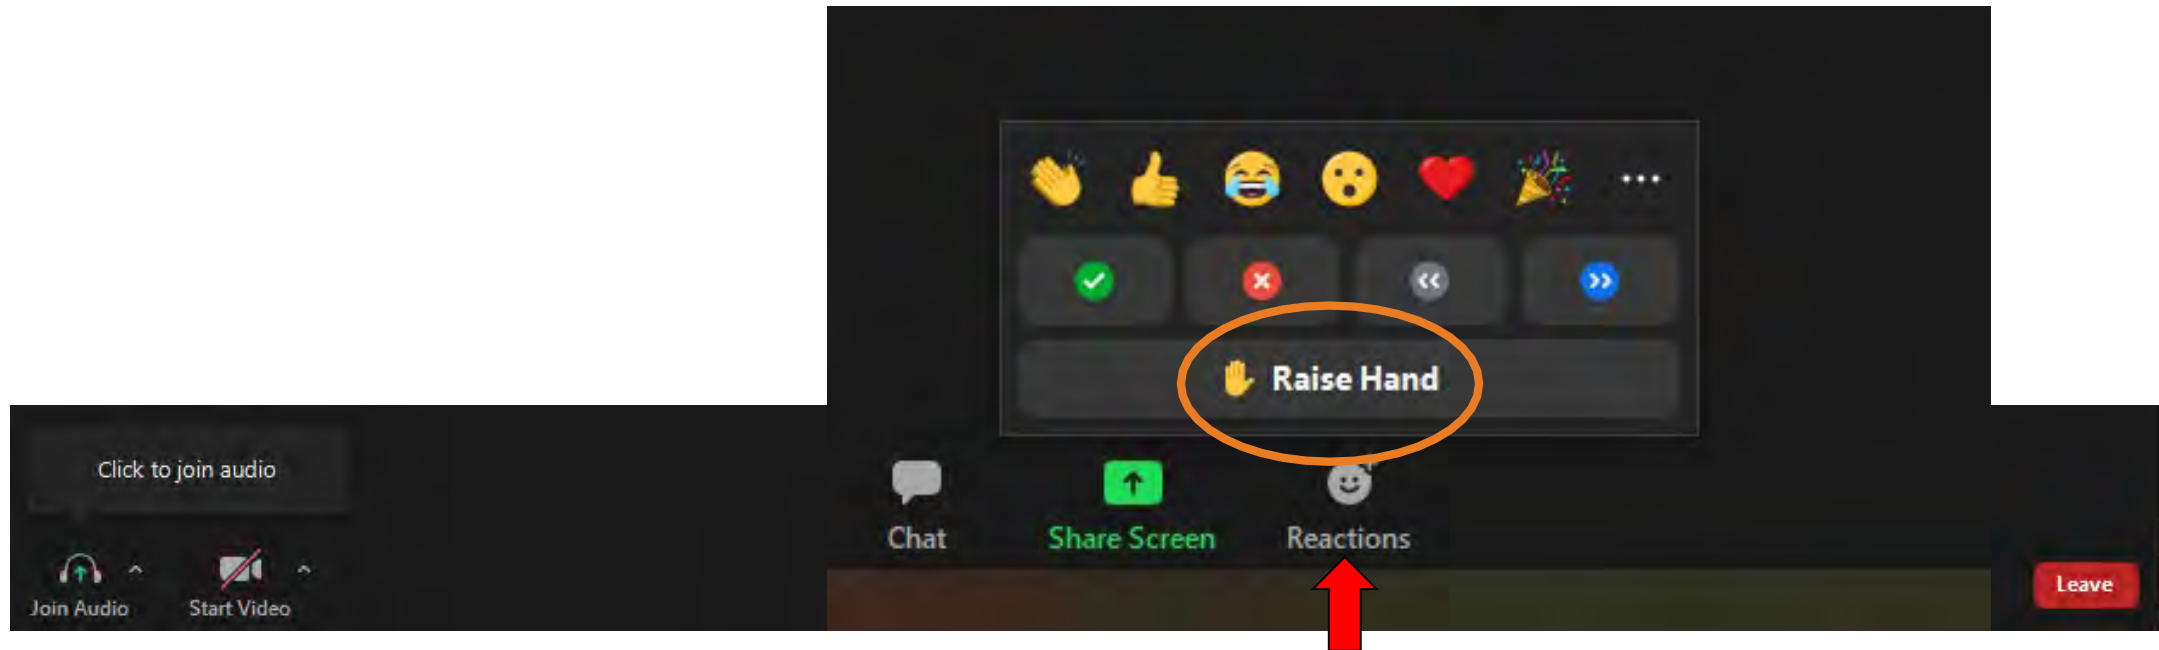 Raise Hand
Click to join audio
Chat
Share Screen
Reactions
Join Audio
Start Video
Leave